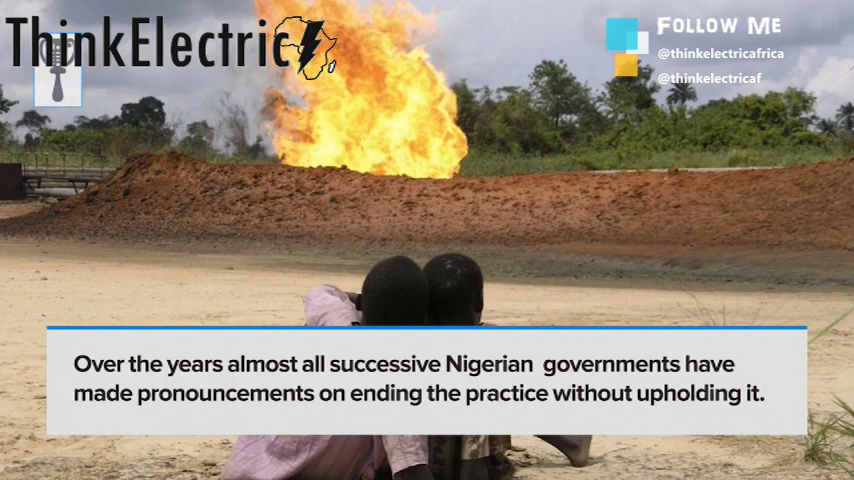 ThinkElectric
FOLLOW ME
@thinkelectricafrica
@thinkelectricaf
Over the years almost all successive Nigerian governments have
made pronouncements on ending the practice without upholding it.